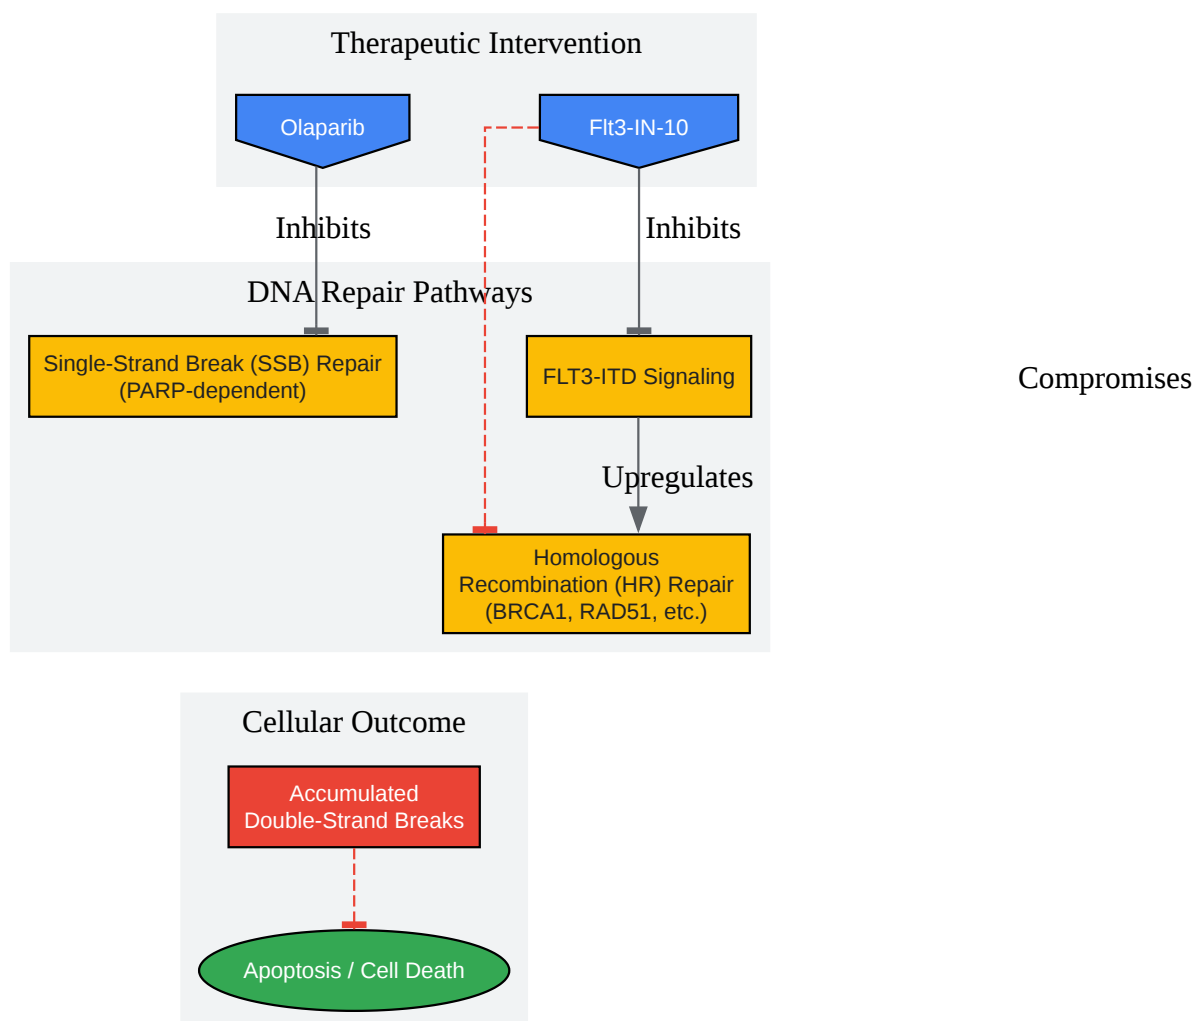 Therapeutic Intervention
Olaparib
Flt3-IN-10
Inhibits
Inhibits
DNA Repair Pathways
Single-Strand Break (SSB) Repair
(PARP-dependent)
FLT3-ITD Signaling
Compromises
Upregulates
Homologous
Recombination (HR) Repair
(BRCA1, RAD51, etc.)
Cellular Outcome
Accumulated
Double-Strand Breaks
Apoptosis / Cell Death